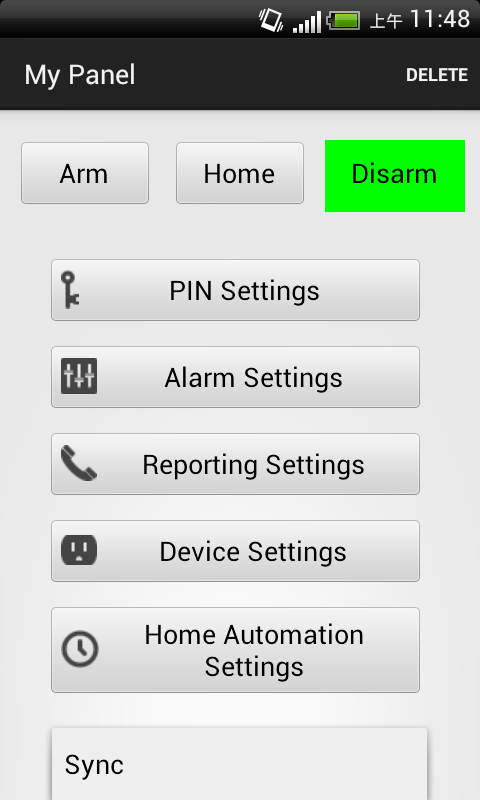 上午 11:48
My Panel
DELETE
Arm
Home
Disarm
PIN Settings
Alarm Settings
Reporting Settings
Device Settings
Home Automation
Settings
Sync